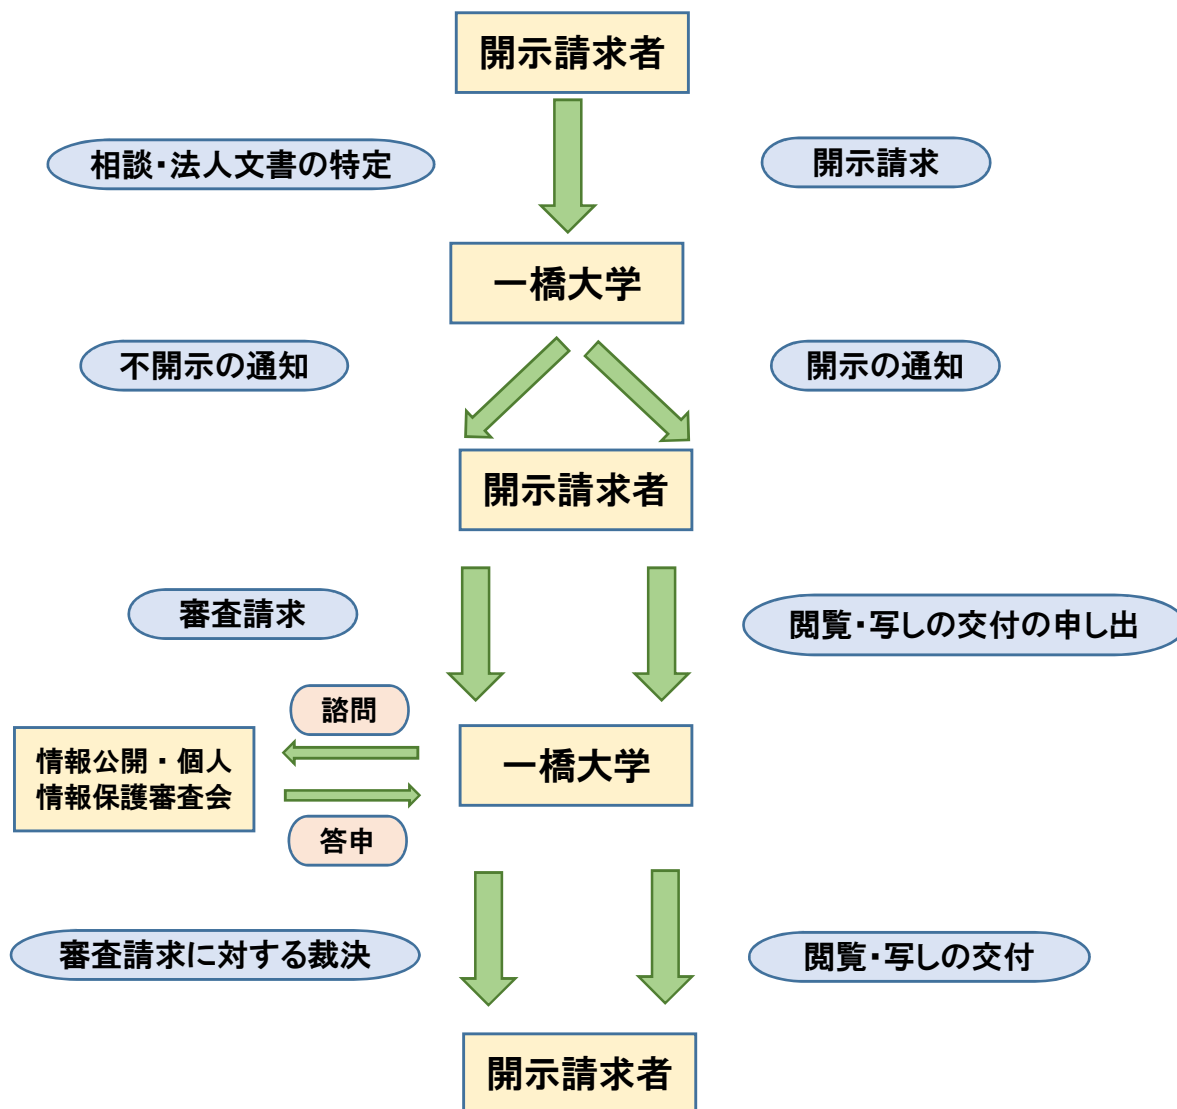 開示請求者
相談・法人文書の特定
開示請求
一橋大学
不開示の通知
開示の通知
開示請求者
審査請求
閲覧・写しの交付の申し出
諮問
情報公開・個人
情報保護審査会
一橋大学
答申
審査請求に対する裁決
閲覧・写しの交付
開示請求者